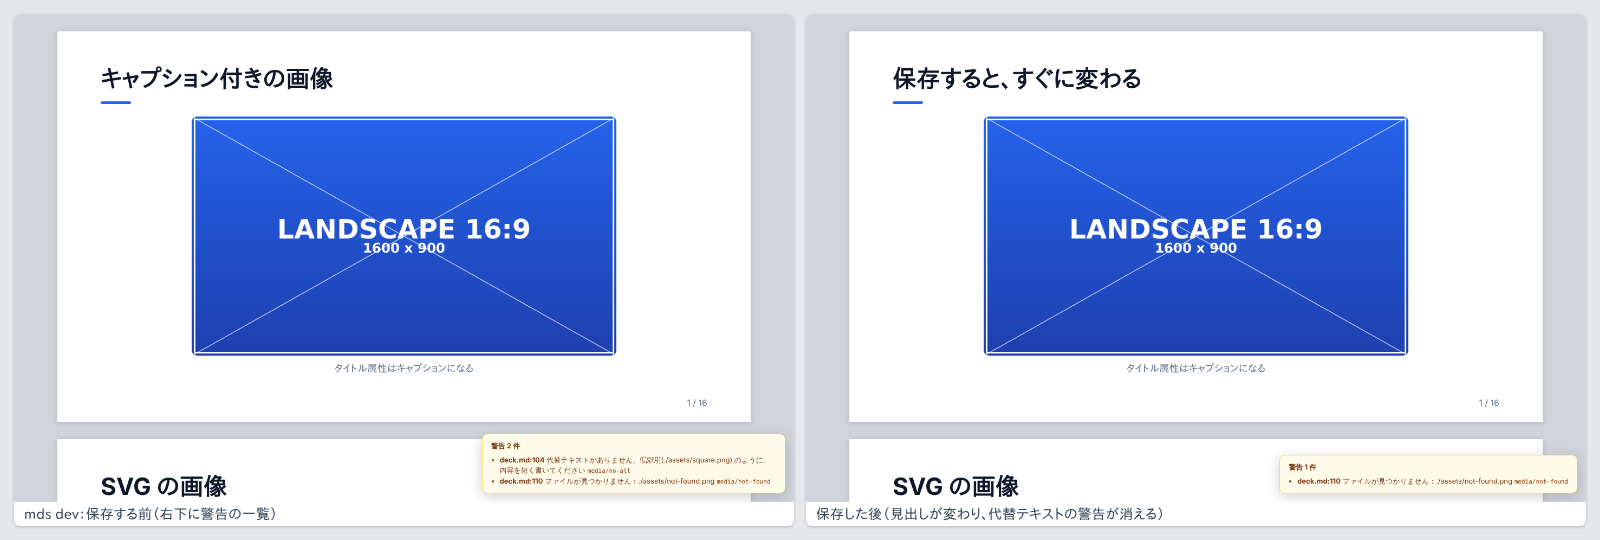 キャプション付きの画像
LANDSCAPE 16:9
1600 x 900
タイトル属性はキャプションになる
1 / 16
SVG の画像
警告 2 件
• deck.md:104 代替テキストがありません。![説明](./assets/square.png) のように、
内容を短く書いてください media/no-alt
• deck.md:110 ファイルが見つかりません: ./assets/not-found.png media/not-found
mds dev:保存する前(右下に警告の一覧)
保存すると、すぐに変わる
LANDSCAPE 16:9
1600 x 900
タイトル属性はキャプションになる
1 / 16
SVG の画像
警告 1 件
• deck.md:110 ファイルが見つかりません: ./assets/not-found.png media/not-found
保存した後(見出しが変わり、代替テキストの警告が消える)